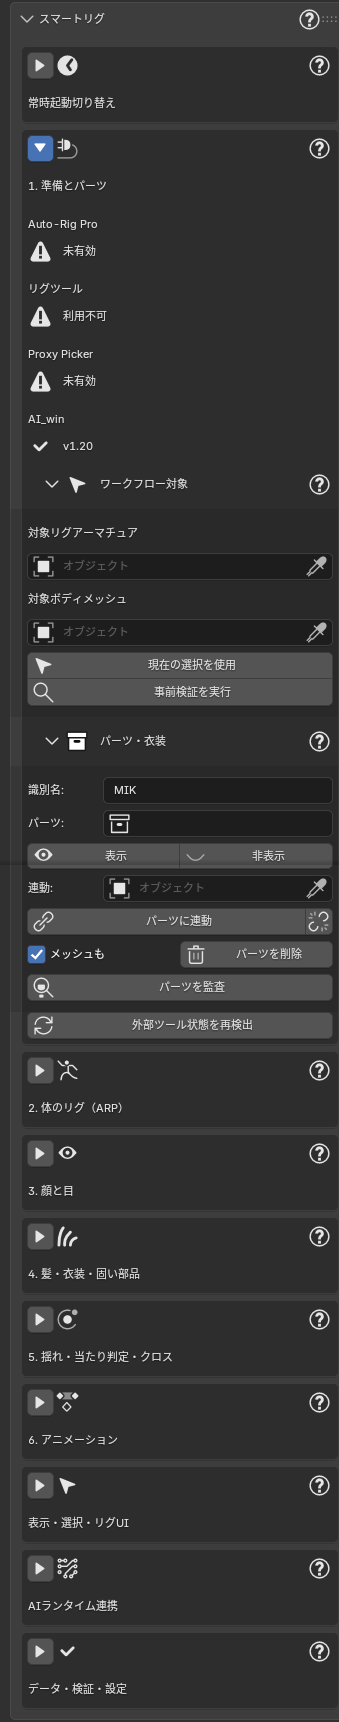 スマートリグ
常時起動切り替え
1. 準備とパーツ
Auto-Rig Pro
未有効
リグツール
利用不可
Proxy Picker
未有効
AI_win
v1.20
ワークフロー対象
対象リグアーマチュア
オブジェクト
対象ボディメッシュ
オブジェクト
現在の選択を使用
事前検証を実行
パーツ・衣装
識別名: MIK
パーツ:
表示 非表示
連動: オブジェクト
パーツに連動
メッシュも パーツを削除
パーツを監査
外部ツール状態を再検出
2. 体のリグ（ARP）
3. 顔と目
4. 髪・衣装・固い部品
5. 揺れ・当たり判定・クロス
6. アニメーション
表示・選択・リグUI
AIランタイム連携
データ・検証・設定